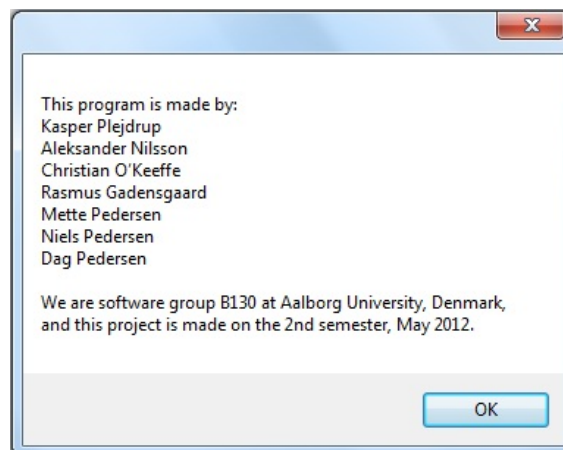 This program is made by:
Kasper Plejdrup
Aleksander Nilsson
Christian O'Keeffe
Rasmus Gadensgaard
Mette Pedersen
Niels Pedersen
Dag Pedersen
We are software group B130 at Aalborg University, Denmark,
and this project is made on the 2nd semester, May 2012.
OK